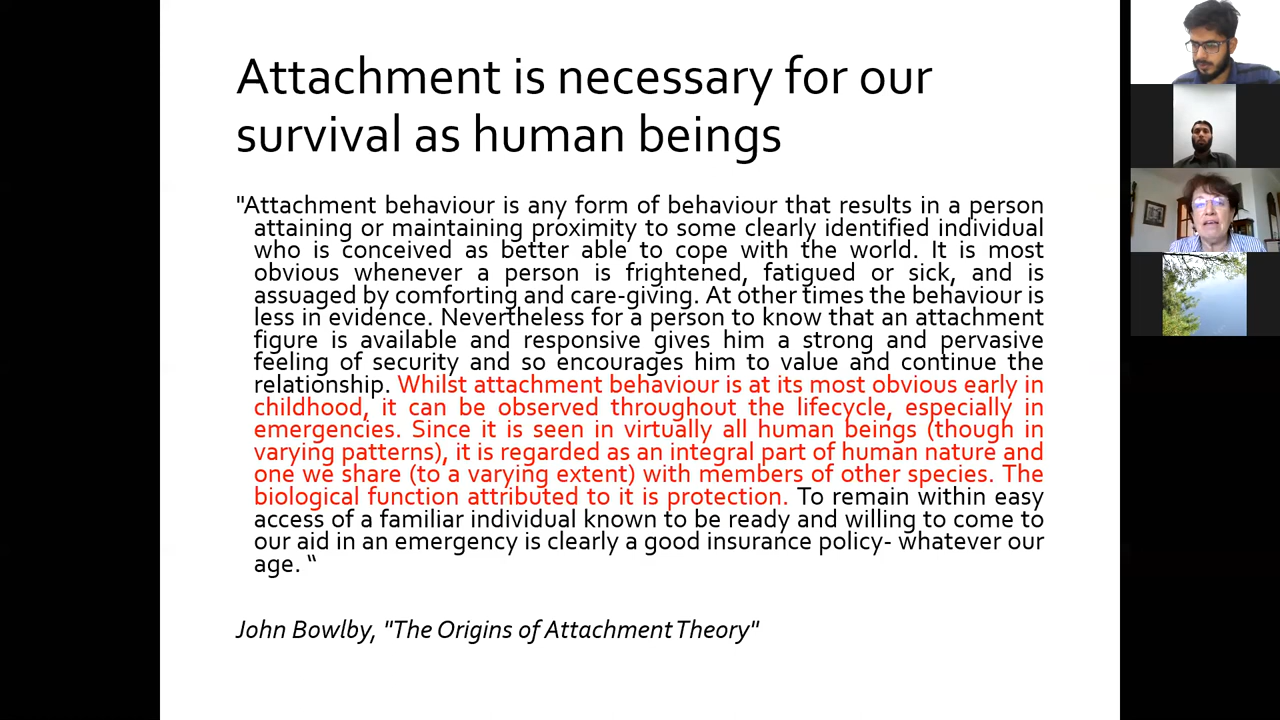 Attachment is necessary for our
survival as human beings
"Attachment behaviour is any form of behaviour that results in a person
attaining or maintaining proximity to some clearly identified individual
who is conceived as better able to cope with the world. It is most
obvious whenever a person is frightened, fatigued or sick, and is
assuaged by comforting and care-giving. At other times the behaviour is
less in evidence. Nevertheless for a person to know that an attachment
figure is available and responsive gives him a strong and pervasive
feeling of security and so encourages him to value and continue the
relationship. Whilst attachment behaviour is at its most obvious early in
childhood, it can be observed throughout the lifecycle, especially in
emergencies. Since it is seen in virtually all human beings (though in
varying patterns), it is regarded as an integral part of human nature and
one we share (to a varying extent) with members of other species. The
biological function attributed to it is protection. To remain within easy
access of a familiar individual known to be ready and willing to come to
our aid in an emergency is clearly a good insurance policy- whatever our
age. “
John Bowlby, "The Origins of Attachment Theory"